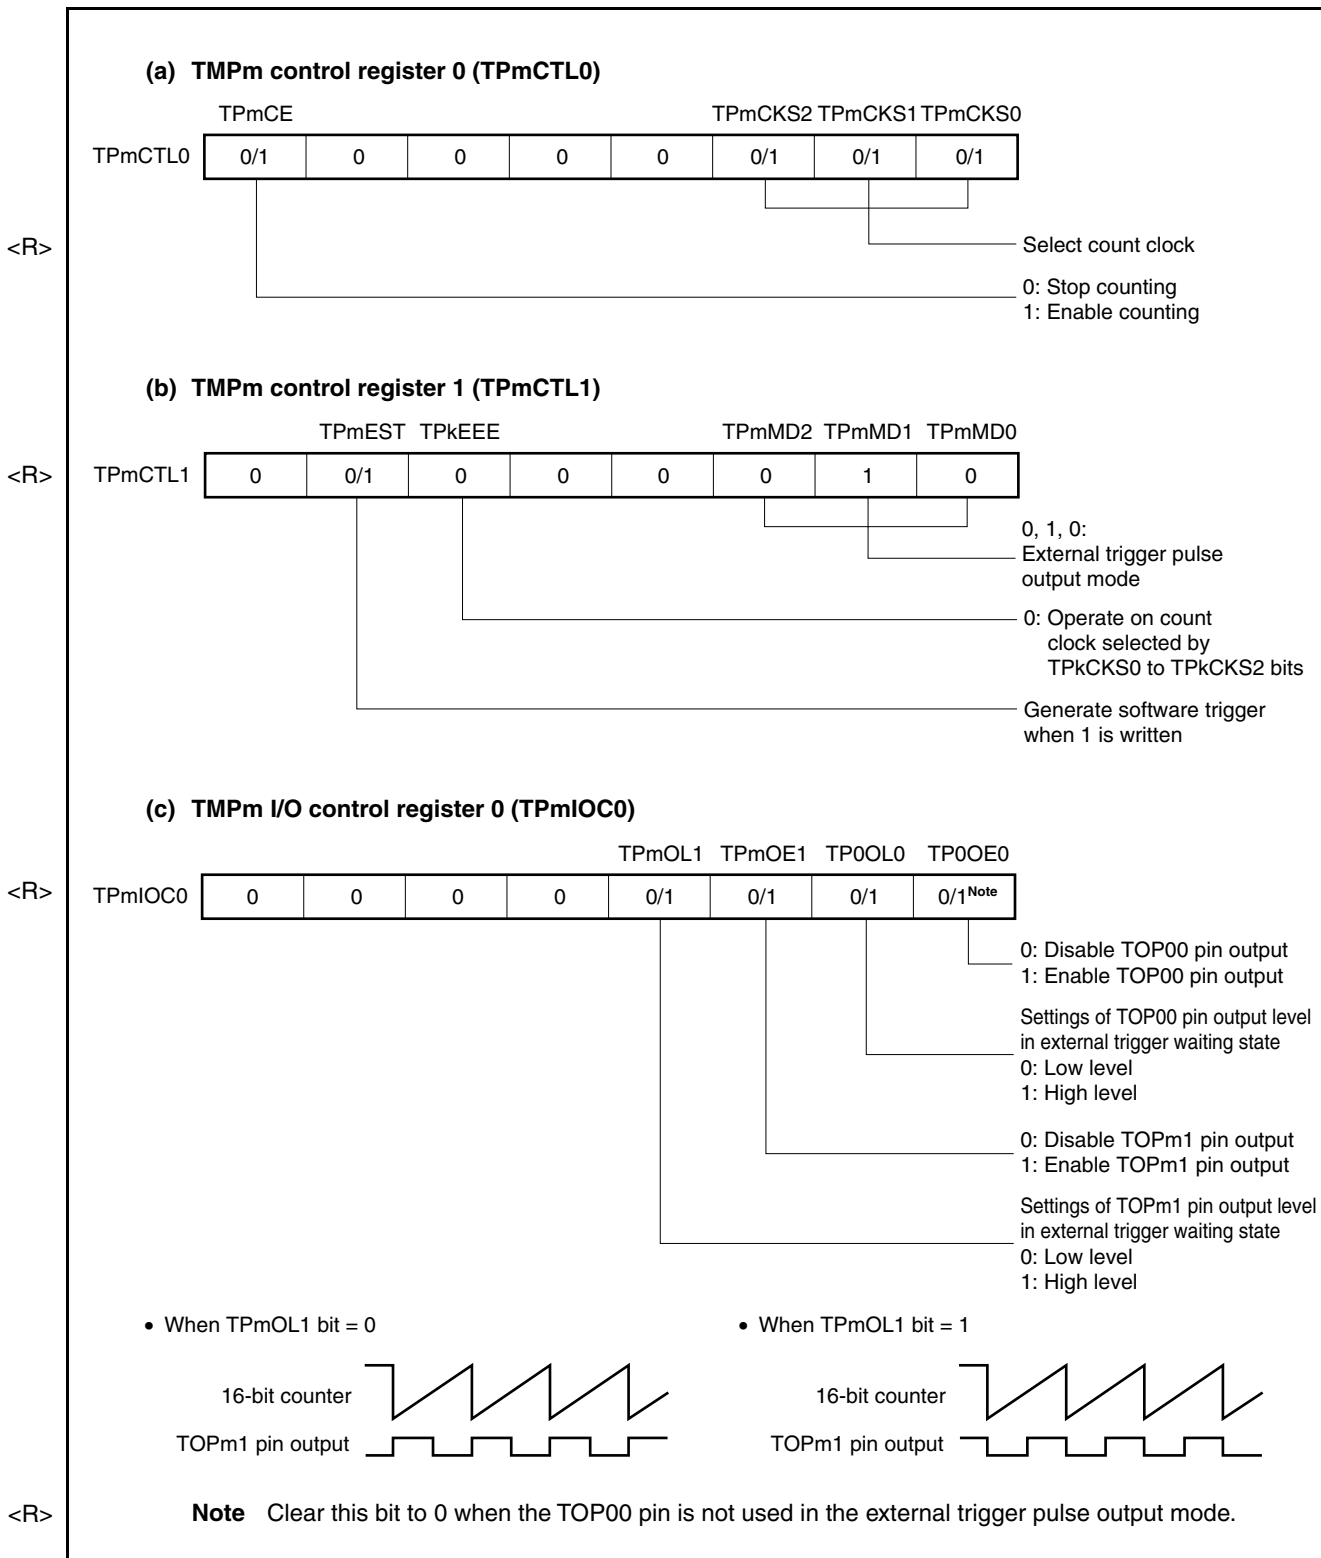 (a) TMPm control register 0 (TPmCTL0)
TPmCE TPmCKS2 TPmCKS1 TPmCKS0
TPmCTL0 0/1 0 0 0 0 0/1 0/1 0/1
<R> Select count clock
0: Stop counting
1: Enable counting
(b) TMPm control register 1 (TPmCTL1)
TPmEST TPkEEE TPmMD2 TPmMD1 TPmMD0
<R> TPmCTL1 0 0/1 0 0 0 0 1 0
0, 1, 0:
External trigger pulse
output mode
0: Operate on count
clock selected by
TPkCKS0 to TPkCKS2 bits
Generate software trigger
when 1 is written
(c) TMPm I/O control register 0 (TPmIOC0)
TPmOL1 TPmOE1 TP0OL0 TP0OE0
<R> TPmIOC0 0 0 0 0 0/1 0/1 0/1 0/1Note
0: Disable TOP00 pin output
1: Enable TOP00 pin output
Settings of TOP00 pin output level
in external trigger waiting state
0: Low level
1: High level
0: Disable TOPm1 pin output
1: Enable TOPm1 pin output
Settings of TOPm1 pin output level
in external trigger waiting state
0: Low level
1: High level
• When TPmOL1 bit = 0 • When TPmOL1 bit = 1
16-bit counter 16-bit counter
TOPm1 pin output TOPm1 pin output
<R> Note Clear this bit to 0 when the TOP00 pin is not used in the external trigger pulse output mode.